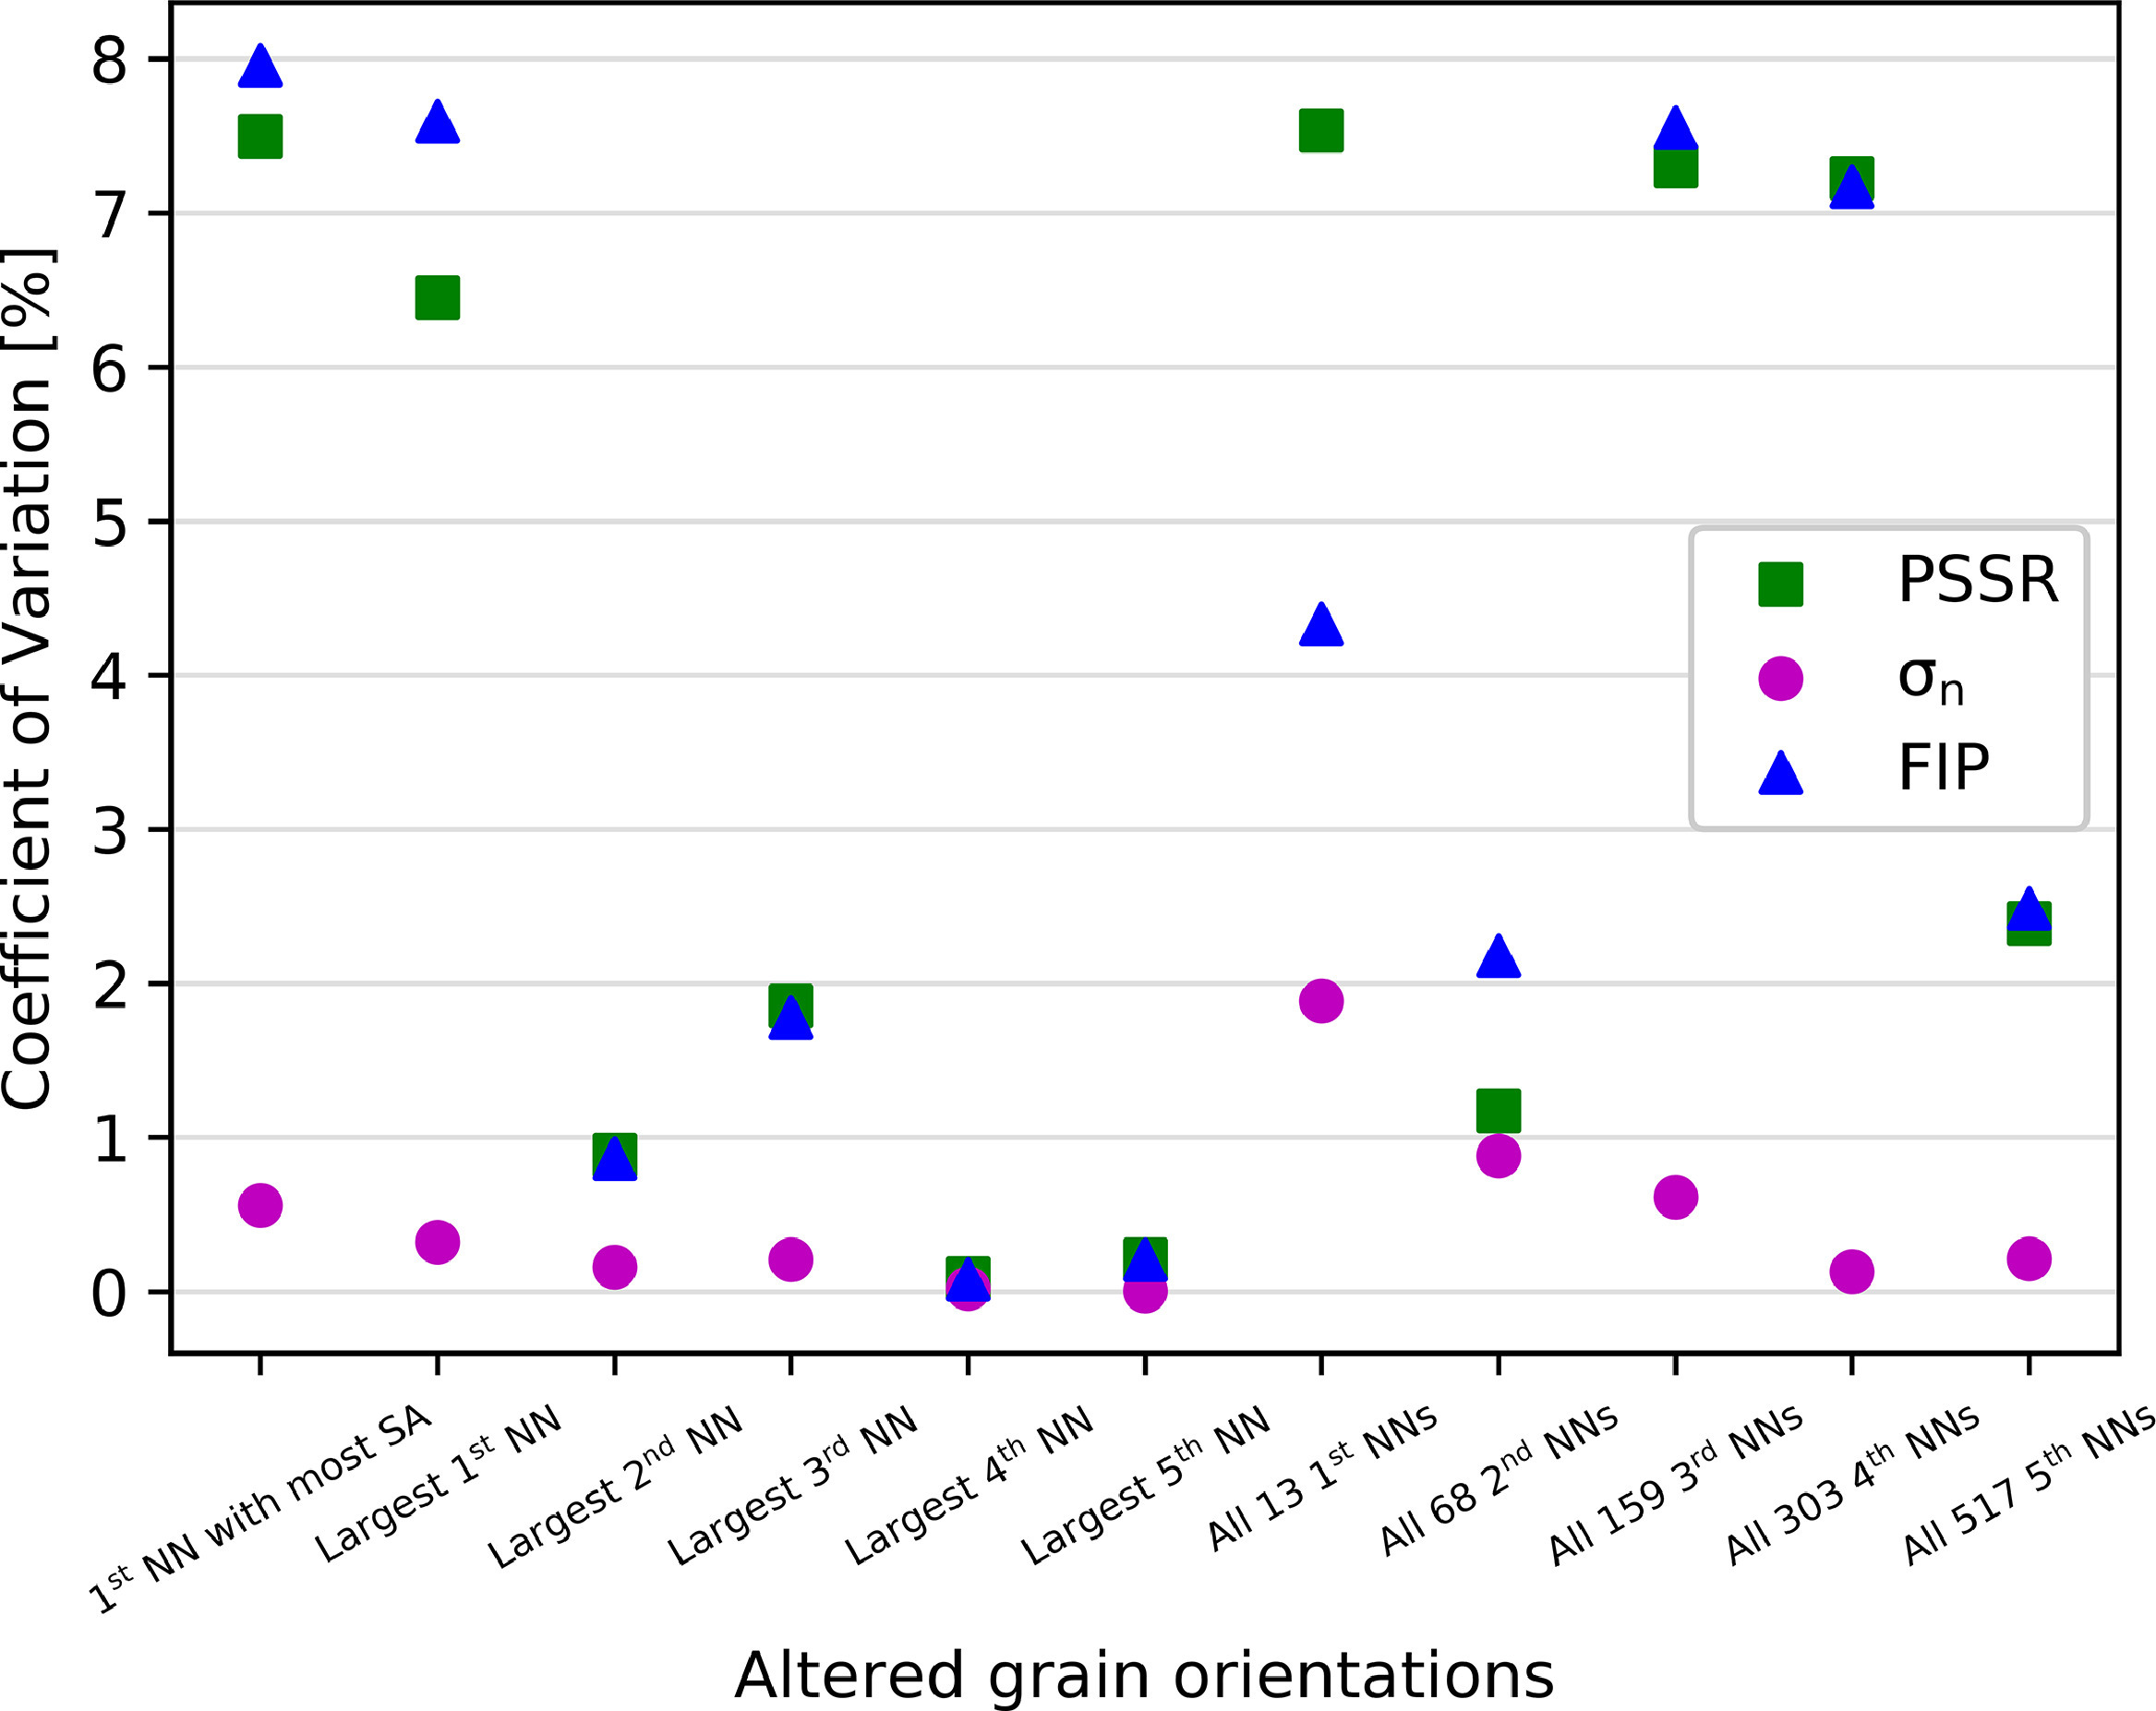 Coefficient of Variation [%]
8
7
6
5
4
3
2
1
0
PSSR
σn
FIP
1st NN with most SA
Largest 1st NN
Largest 2nd NN
Largest 3rd NN
Largest 4th NN
Largest 5th NN
All 13 1st NNs
All 68 2nd NNs
All 159 3rd NNs
All 303 4th NNs
All 517 5th NNs
Altered grain orientations